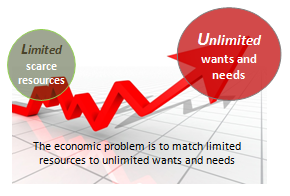 Limited
scarce
resources
Unlimited
wants and
needs
The economic problem is to match limited
resources to unlimited wants and needs